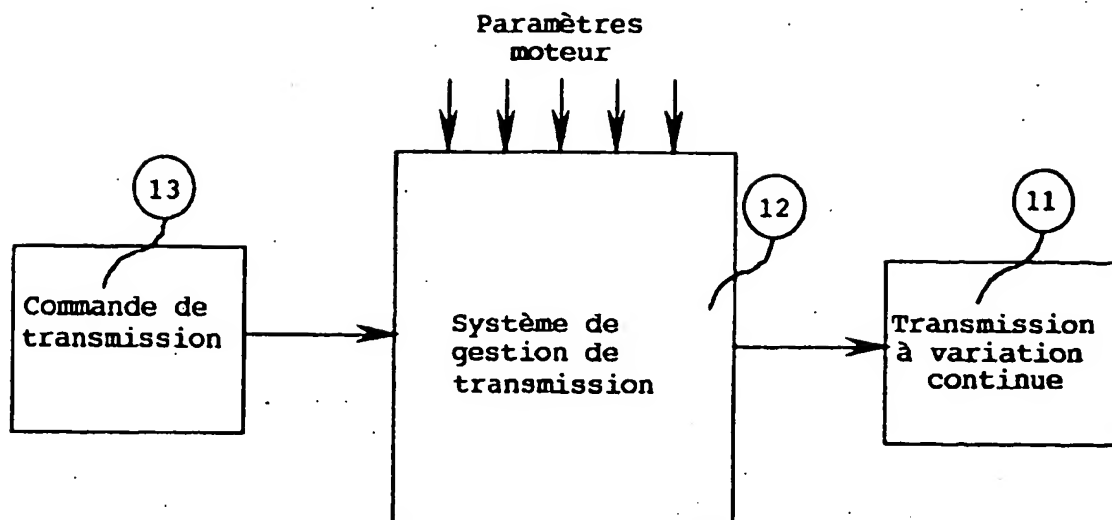 Paramètres
moteur
13
12
11
Commande de
transmission
Système de
gestion de
transmission
Transmission
à variation
continue